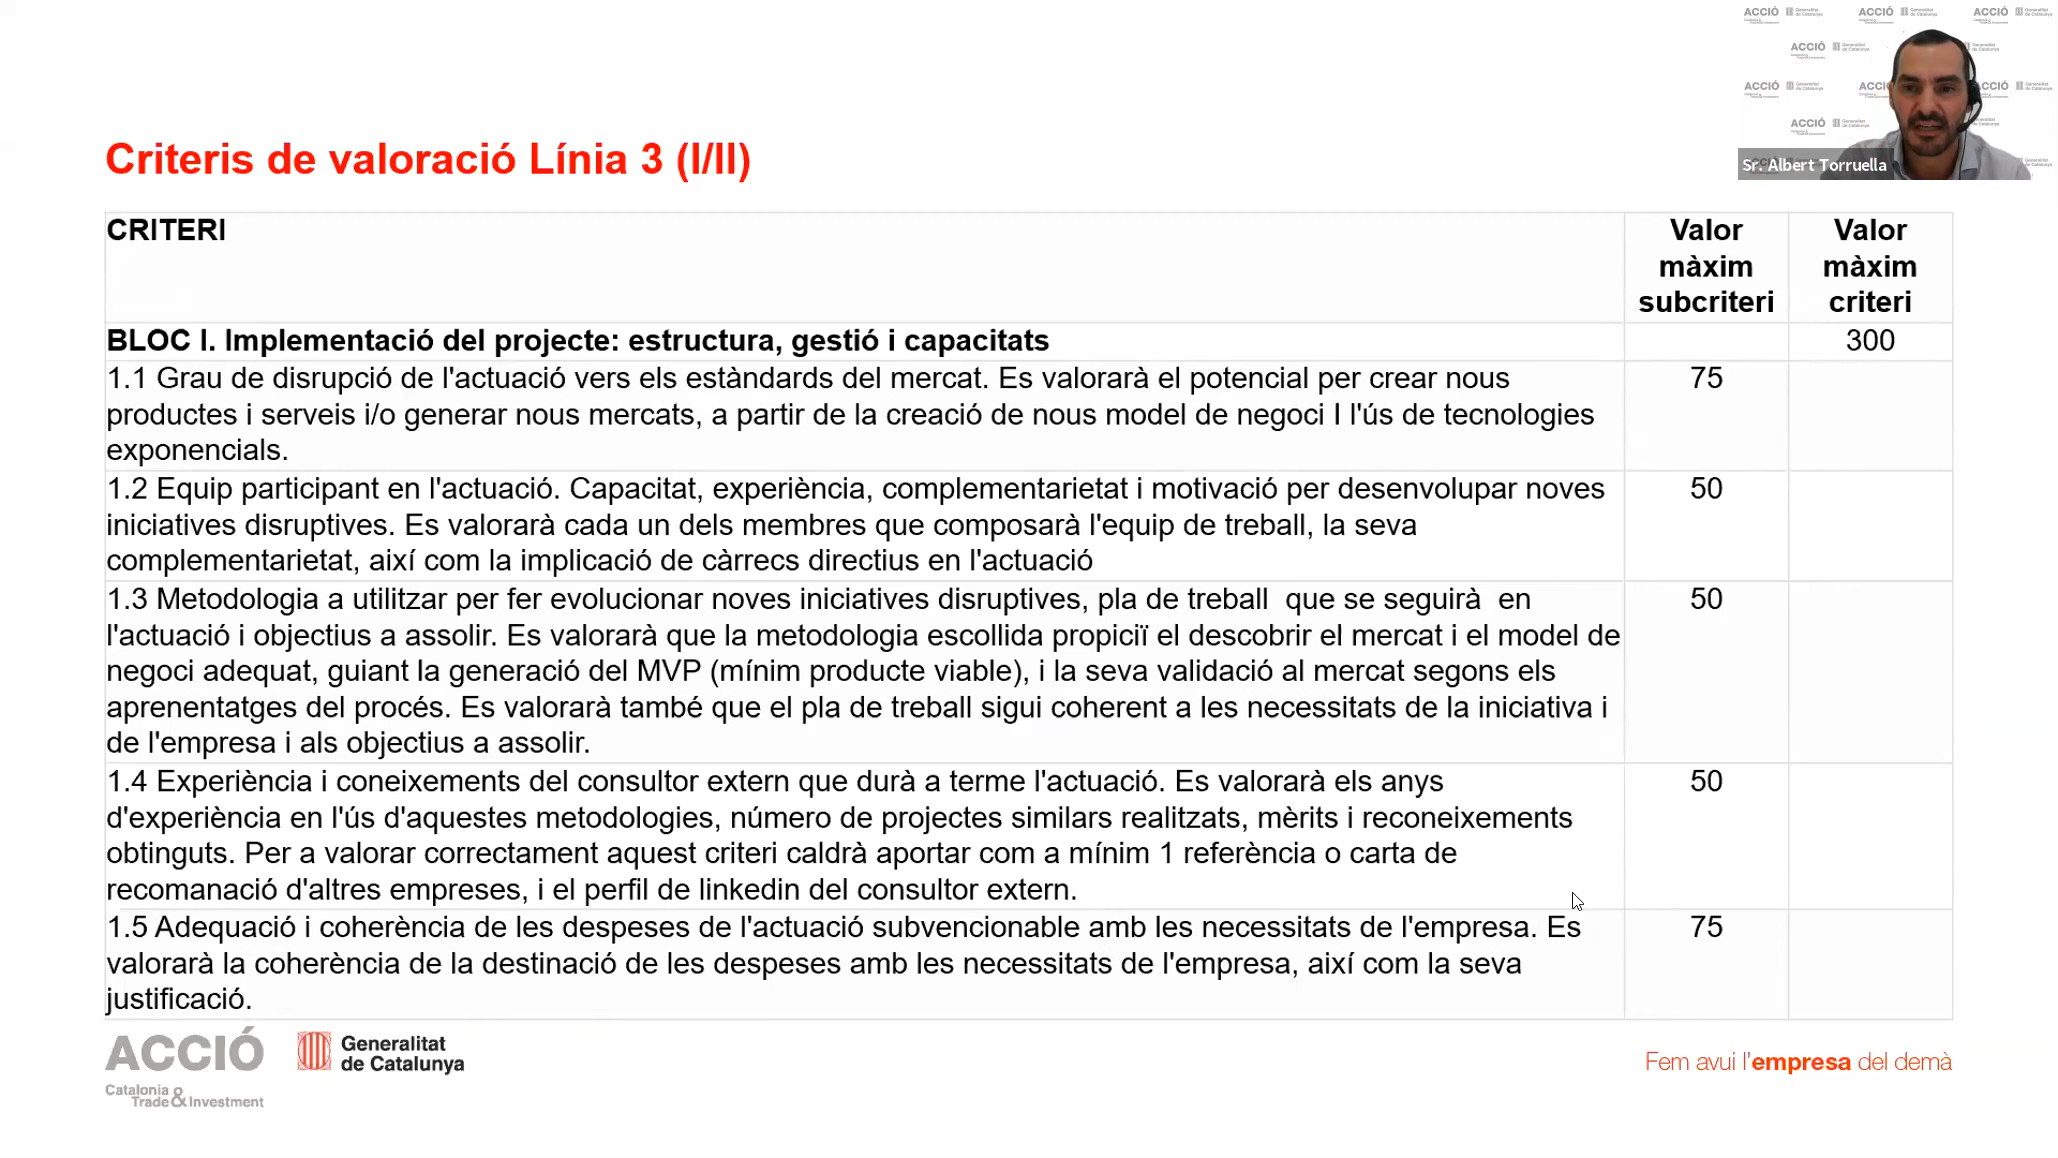 ACCIÓ Generalitat de Catalunya
Sr. Albert Torruella
Criteris de valoració Línia 3 (I/II)
CRITERI
Valor
màxim
subcriteri
Valor
màxim
criteri
BLOC I. Implementació del projecte: estructura, gestió i capacitats
300
1.1 Grau de disrupció de l'actuació vers els estàndards del mercat. Es valorarà el potencial per crear nous
productes i serveis i/o generar nous mercats, a partir de la creació de nous model de negoci I l'ús de tecnologies
exponencials.
75
1.2 Equip participant en l'actuació. Capacitat, experiència, complementarietat i motivació per desenvolupar noves
iniciatives disruptives. Es valorarà cada un dels membres que composarà l'equip de treball, la seva
complementarietat, així com la implicació de càrrecs directius en l'actuació
50
1.3 Metodologia a utilitzar per fer evolucionar noves iniciatives disruptives, pla de treball  que se seguirà  en
l'actuació i objectius a assolir. Es valorarà que la metodologia escollida propiciï el descobrir el mercat i el model de
negoci adequat, guiant la generació del MVP (mínim producte viable), i la seva validació al mercat segons els
aprenentatges del procés. Es valorarà també que el pla de treball sigui coherent a les necessitats de la iniciativa i
de l'empresa i als objectius a assolir.
50
1.4 Experiència i coneixements del consultor extern que durà a terme l'actuació. Es valorarà els anys
d'experiència en l'ús d'aquestes metodologies, número de projectes similars realitzats, mèrits i reconeixements
obtinguts. Per a valorar correctament aquest criteri caldrà aportar com a mínim 1 referència o carta de
recomanació d'altres empreses, i el perfil de linkedin del consultor extern.
50
1.5 Adequació i coherència de les despeses de l'actuació subvencionable amb les necessitats de l'empresa. Es
valorarà la coherència de la destinació de les despeses amb les necessitats de l'empresa, així com la seva
justificació.
75
ACCIÓ
Catalonia
Trade & Investment
Generalitat
de Catalunya
Fem avui l'empresa del demà